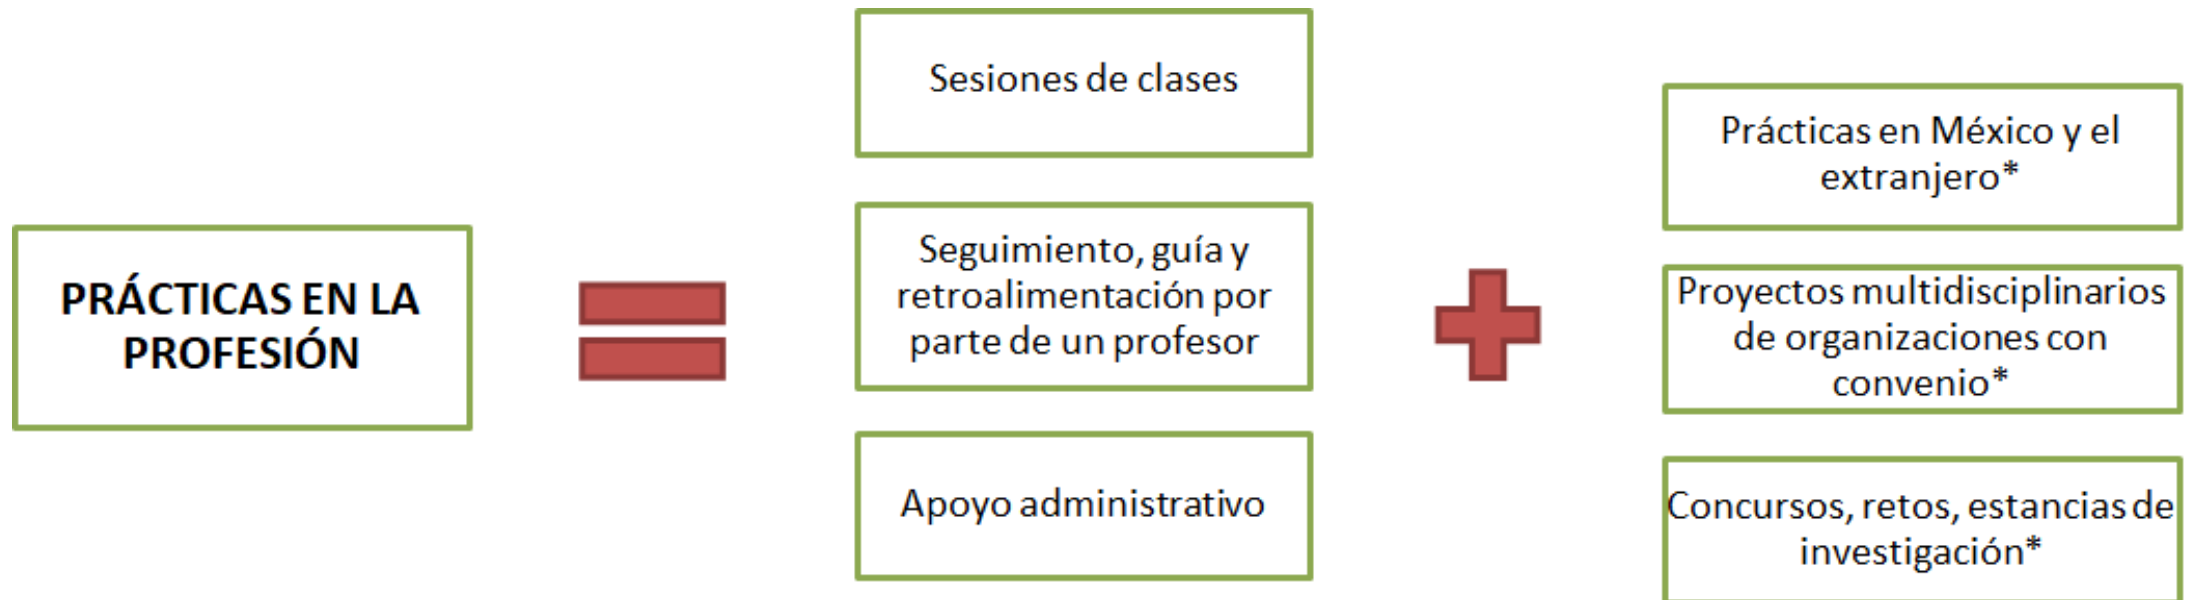 PRÁCTICAS EN LA
PROFESIÓN
Sesiones de clases
Seguimiento, guía y
retroalimentación por
parte de un profesor
Apoyo administrativo
Prácticas en México y el
extranjero*
Proyectos multidisciplinarios
de organizaciones con
convenio*
Concursos, retos, estancias de
investigación*